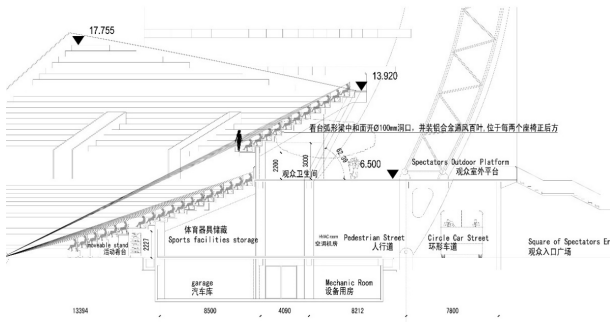 17.755
13.920
看台弧形梁中和面开Ø100mm洞口，并装铝合金通风百叶，位于每两个座椅正后方
2200
3000
62.30
6.500
观众卫生间
Spectators Outdoor Platform
观众室外平台
体育器具储藏
Sports facilities storage
movable stand
活动看台
2227
HVAC room
空调机房
Pedestrian Street
人行道
Circle Car Street
环形车道
Square of Spectators En
观众入口广场
garage
汽车库
Mechanic Room
设备用房
13394
8500
4090
8212
7800